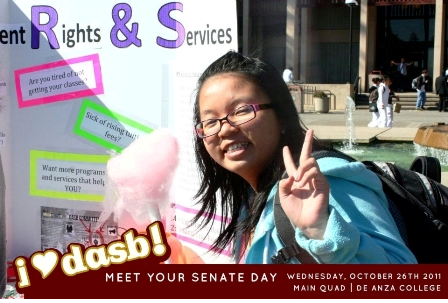 ent Rights & Services
Are you tired of not
getting your classes
Sick of rising tuit
fees?
Want more programs
and services that help
YOU?
i ♥ dasb!
MEET YOUR SENATE DAY
WEDNESDAY, OCTOBER 26TH 2011
MAIN QUAD | DE ANZA COLLEGE